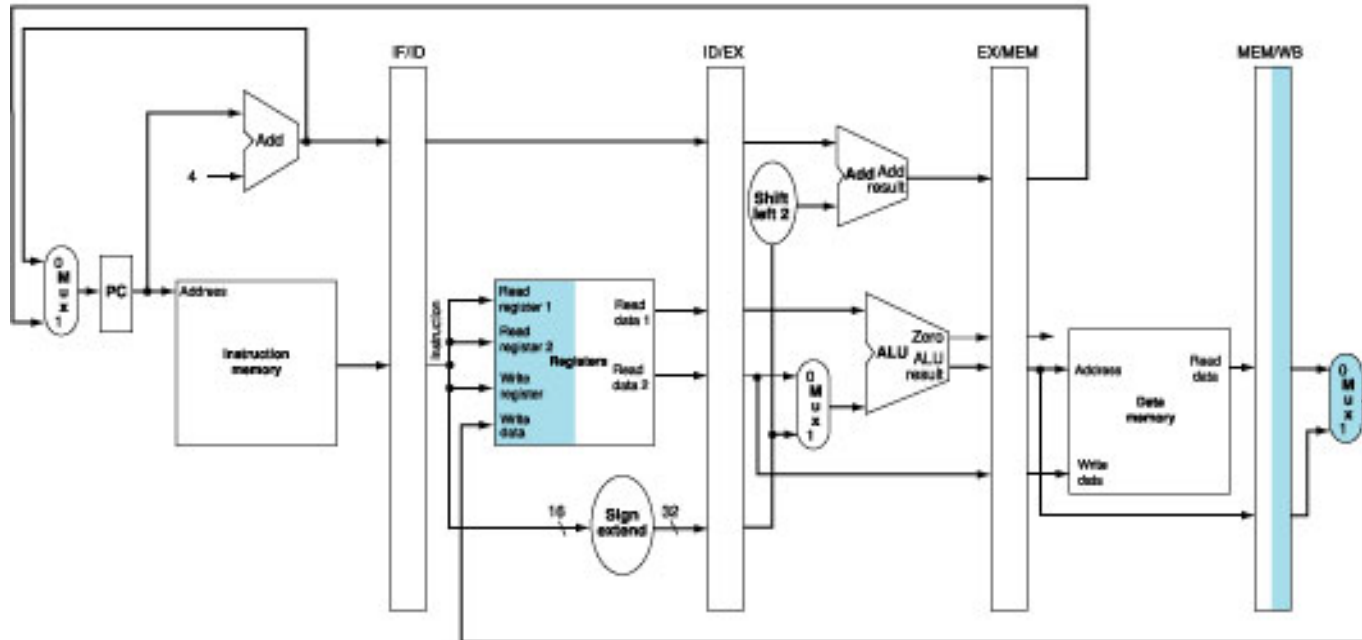 IF/ID
ID/EX
EX/MEM
MEM/WB
Add
4
Add Add
result
Shift
left 2
0
M
u
x
1
PC
Address
Instruction
memory
Instruction
Read
register 1
Read
register 2
Registers
Write
register
Write
data
Read
data 1
Read
data 2
0
M
u
x
1
Zero
ALU
ALU
result
Address
Read
data
Data
memory
Write
data
0
M
u
x
1
16
Sign
extend
32